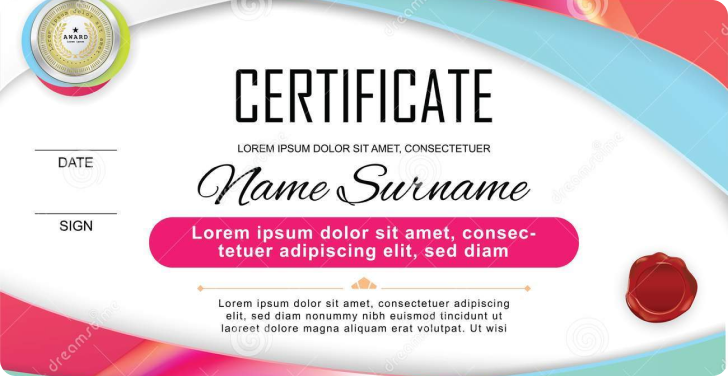 AWARD
DATE
SIGN
CERTIFICATE
LOREM IPSUM DOLOR SIT AMET, CONSECTETUER
Name Surname
Lorem ipsum dolor sit amet, consec-
tetuer adipiscing elit, sed diam
Lorem ipsum dolor sit amet, consectetuer adipiscing
elit, sed diam nonummy nibh euismod tincidunt ut
laoreet dolore magna aliquam erat volutpat. Ut wisi
dreamstime